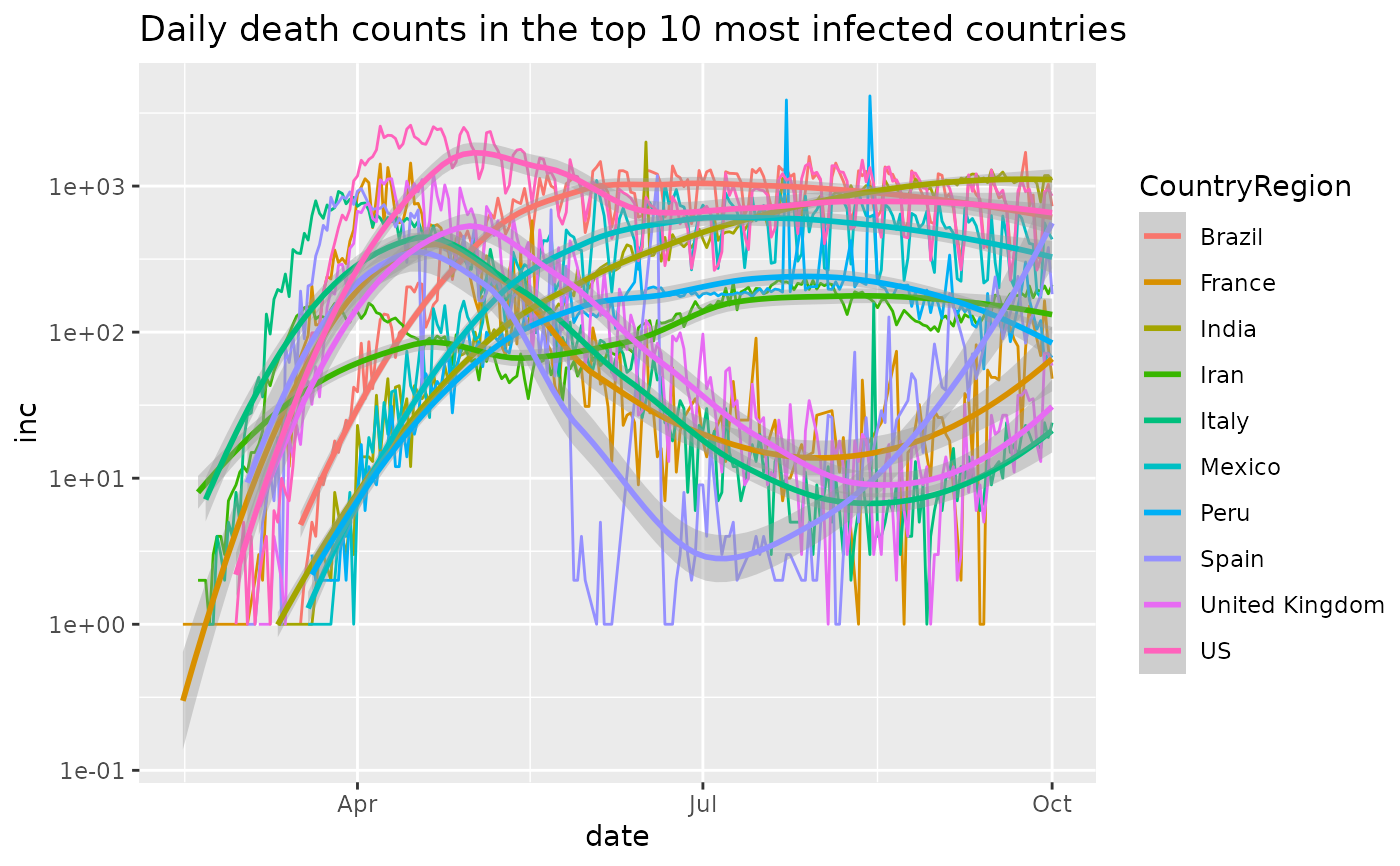 Daily death counts in the top 10 most infected countries
1e+03
1e+02
1e+01
1e+00
1e-01
inc
Apr
Jul
Oct
date
CountryRegion
Brazil
France
India
Iran
Italy
Mexico
Peru
Spain
United Kingdom
US